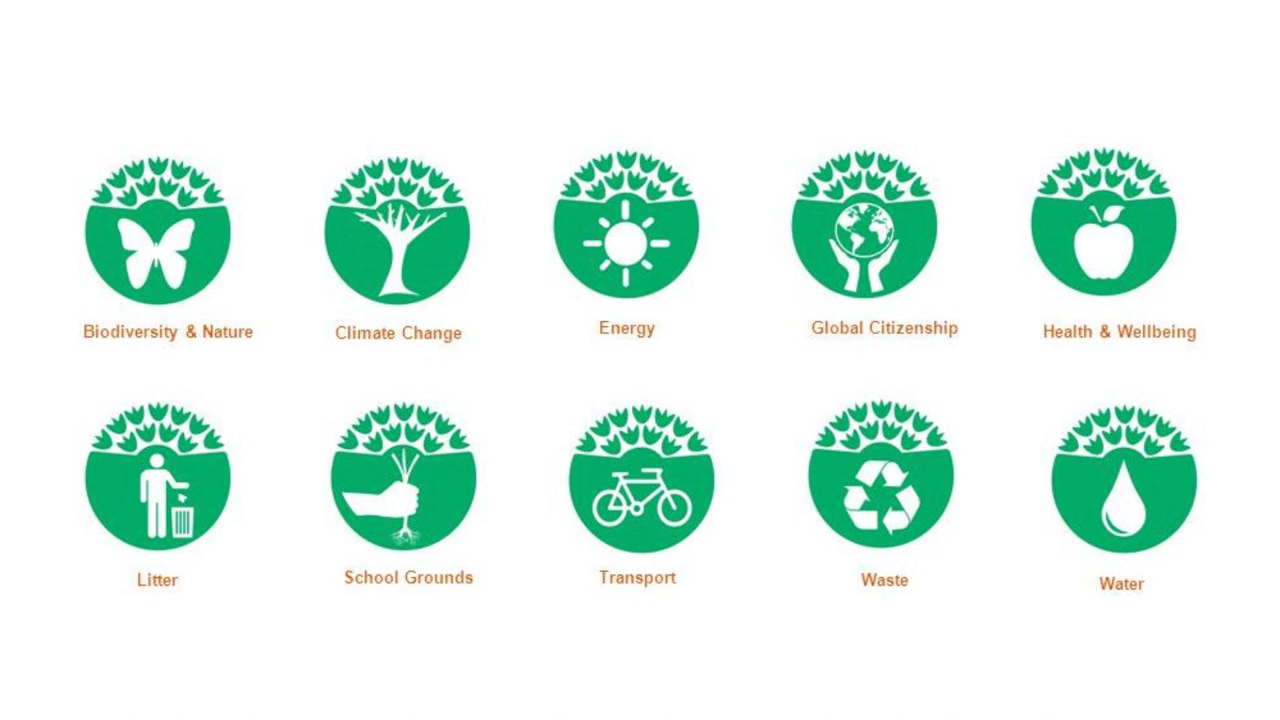 Biodiversity & Nature
Climate Change
Energy
Global Citizenship
Health & Wellbeing
Litter
School Grounds
Transport
Waste
Water